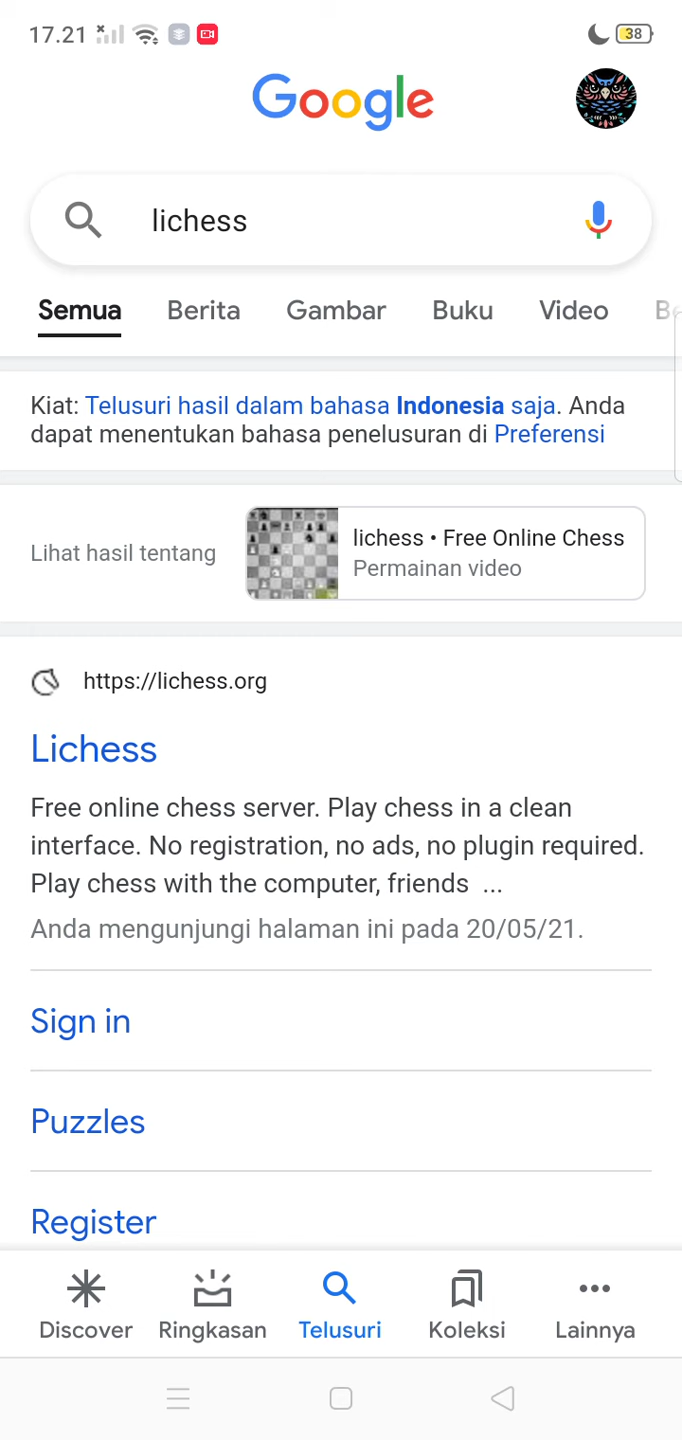 17.21
38
Google
lichess
Semua Berita Gambar Buku Video
Kiat: Telusuri hasil dalam bahasa Indonesia saja. Anda
dapat menentukan bahasa penelusuran di Preferensi
Lihat hasil tentang
lichess • Free Online Chess
Permainan video
https://lichess.org
Lichess
Free online chess server. Play chess in a clean
interface. No registration, no ads, no plugin required.
Play chess with the computer, friends ...
Anda mengunjungi halaman ini pada 20/05/21.
Sign in
Puzzles
Register
Discover Ringkasan Telusuri Koleksi Lainnya